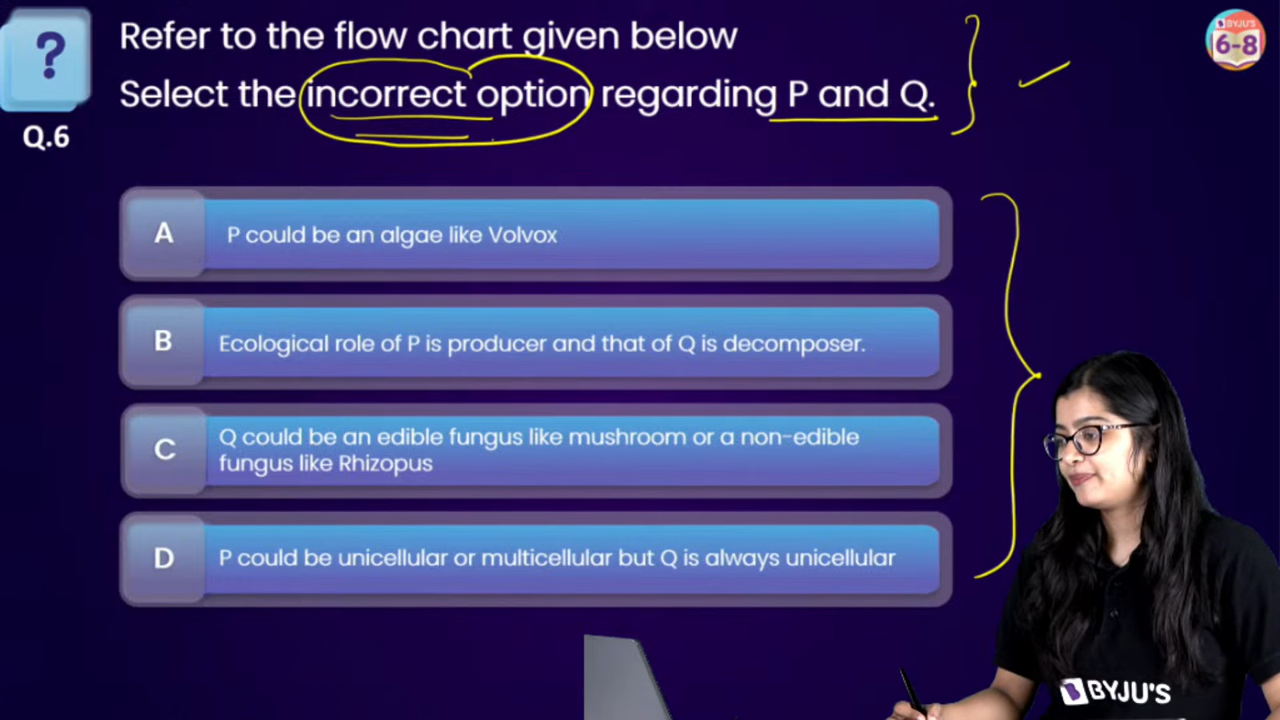 ?
Q.6
Refer to the flow chart given below
Select the incorrect option regarding P and Q.
BYJU'S
6-8
A
P could be an algae like Volvox
B
Ecological role of P is producer and that of Q is decomposer.
C
Q could be an edible fungus like mushroom or a non-edible
fungus like Rhizopus
D
P could be unicellular or multicellular but Q is always unicellular
BYJU'S